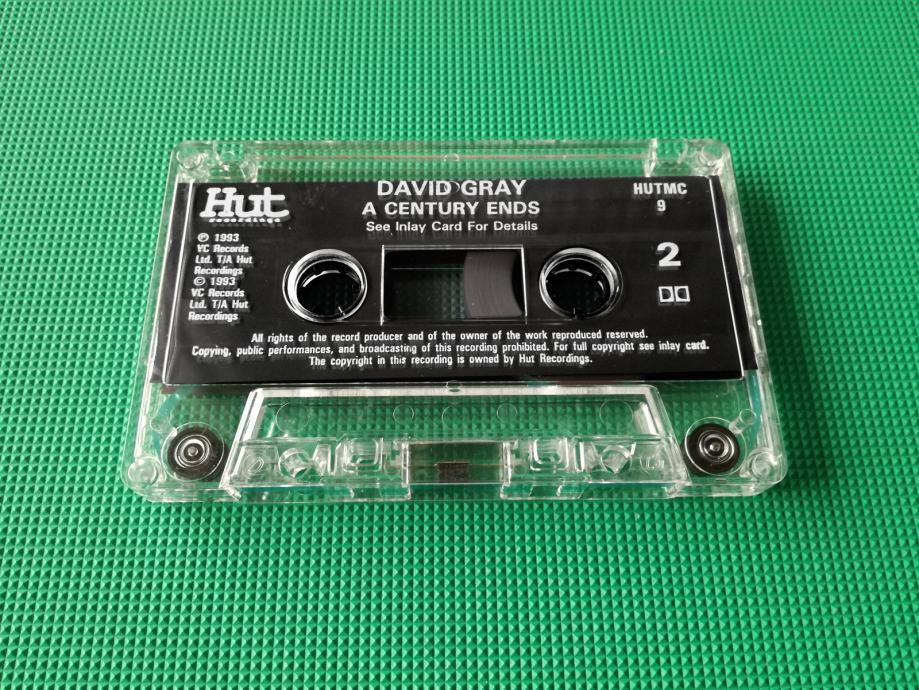 Hut
recordings
DAVID GRAY
A CENTURY ENDS
See Inlay Card For Details
HUTMC
9
℗ 1993
VC Records
Ltd. T/A Hut
Recordings
© 1993
VC Records
Ltd. T/A Hut
Recordings
2
All rights of the record producer and of the owner of the work reproduced reserved.
Copying, public performances, and broadcasting of this recording prohibited. For full copyright see inlay card.
The copyright in this recording is owned by Hut Recordings.